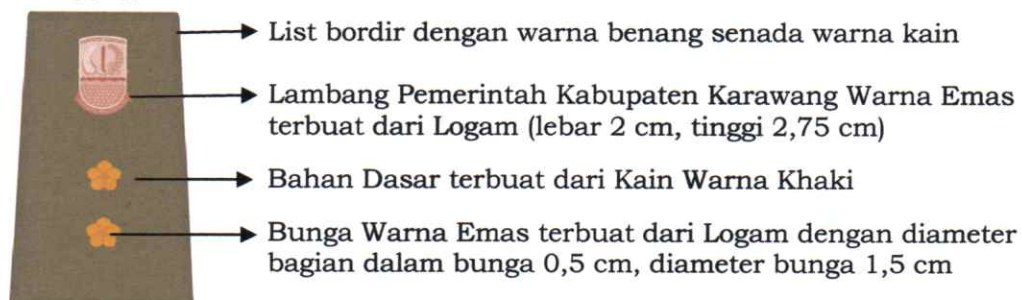 List bordir dengan warna benang senada warna kain
Lambang Pemerintah Kabupaten Karawang Warna Emas
terbuat dari Logam (lebar 2 cm, tinggi 2,75 cm)
Bahan Dasar terbuat dari Kain Warna Khaki
Bunga Warna Emas terbuat dari Logam dengan diameter
bagian dalam bunga 0,5 cm, diameter bunga 1,5 cm